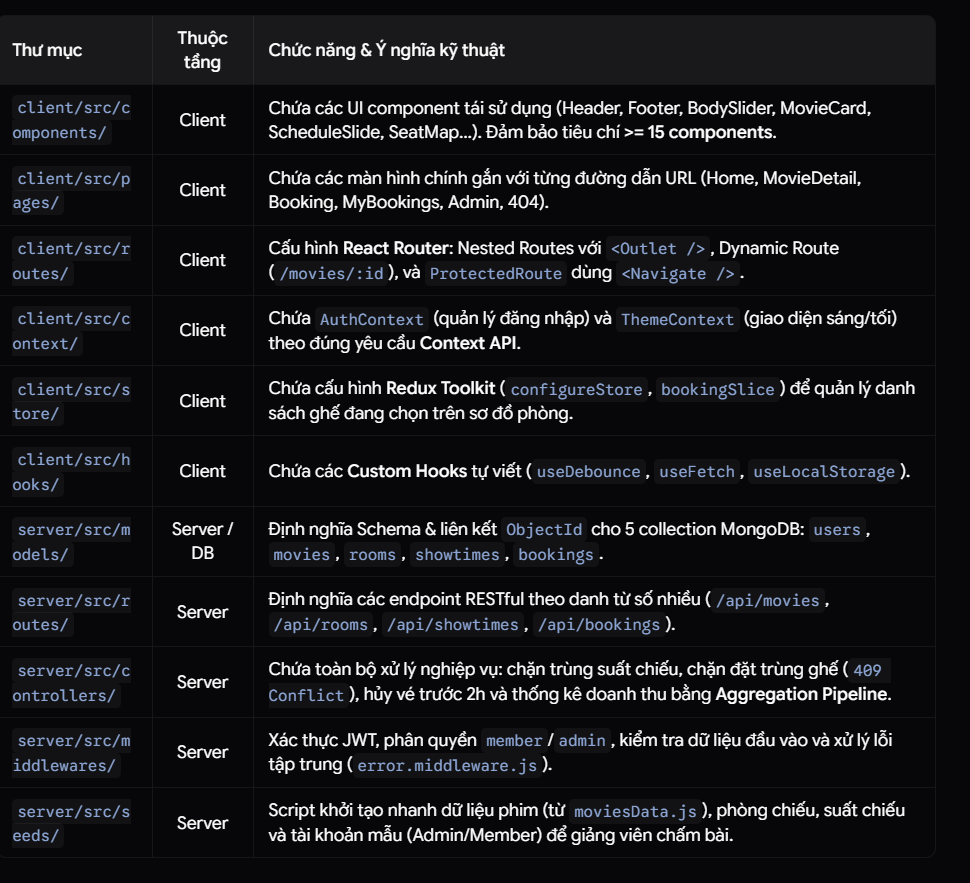 Thư mục
Thuộc
tầng
Chức năng & Ý nghĩa kỹ thuật
client/src/c
omponents/
Client
Chứa các UI component tái sử dụng (Header, Footer, BodySlider, MovieCard,
ScheduleSlide, SeatMap...). Đảm bảo tiêu chí >= 15 components.
client/src/p
ages/
Client
Chứa các màn hình chính gắn với từng đường dẫn URL (Home, MovieDetail,
Booking, MyBookings, Admin, 404).
client/src/r
outes/
Client
Cấu hình React Router: Nested Routes với <Outlet />, Dynamic Route
(/movies/:id), và ProtectedRoute dùng <Navigate />.
client/src/c
ontext/
Client
Chứa AuthContext (quản lý đăng nhập) và ThemeContext (giao diện sáng/tối)
theo đúng yêu cầu Context API.
client/src/s
tore/
Client
Chứa cấu hình Redux Toolkit (configureStore, bookingSlice) để quản lý danh
sách ghế đang chọn trên sơ đồ phòng.
client/src/h
ooks/
Client
Chứa các Custom Hooks tự viết (useDebounce, useFetch, useLocalStorage).
server/src/m
odels/
Server /
DB
Định nghĩa Schema & liên kết ObjectId cho 5 collection MongoDB: users,
movies, rooms, showtimes, bookings.
server/src/r
outes/
Server
Định nghĩa các endpoint RESTful theo danh từ số nhiều (/api/movies,
/api/rooms, /api/showtimes, /api/bookings).
server/src/c
ontrollers/
Server
Chứa toàn bộ xử lý nghiệp vụ: chặn trùng suất chiếu, chặn đặt trùng ghế (409
Conflict), hủy vé trước 2h và thống kê doanh thu bằng Aggregation Pipeline.
server/src/m
iddlewares/
Server
Xác thực JWT, phân quyền member/admin, kiểm tra dữ liệu đầu vào và xử lý lỗi
tập trung (error.middleware.js).
server/src/s
eeds/
Server
Script khởi tạo nhanh dữ liệu phim (từ moviesData.js), phòng chiếu, suất chiếu
và tài khoản mẫu (Admin/Member) để giảng viên chấm bài.